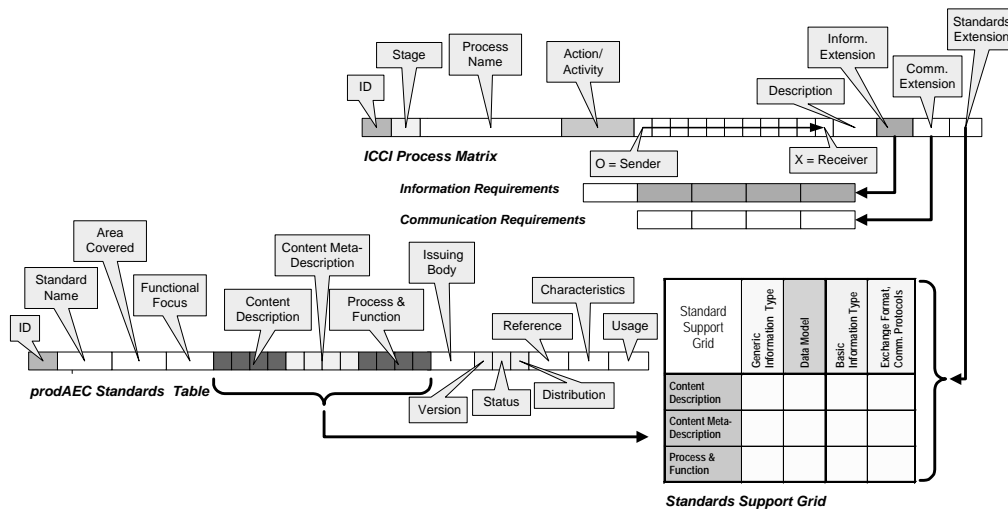 Standards
Extension
Inform.
Extension
Process
Name
Action/
Activity
Stage
Comm.
Extension
ID
Description
ICCI Process Matrix
O = Sender
X = Receiver
Information Requirements
Communication Requirements
Area
Covered
Content Meta-
Description
Issuing
Body
Standard
Name
Functional
Focus
Content
Description
Process &
Function
Characteristics
ID
Reference
Usage
prodAEC Standards Table
Version
Status
Distribution
Standard
Support
Grid
Generic
Information Type
Data Model
Basic
Information Type
Exchange Format,
Comm. Protocols
Content
Description
Content Meta-
Description
Process &
Function
Standards Support Grid